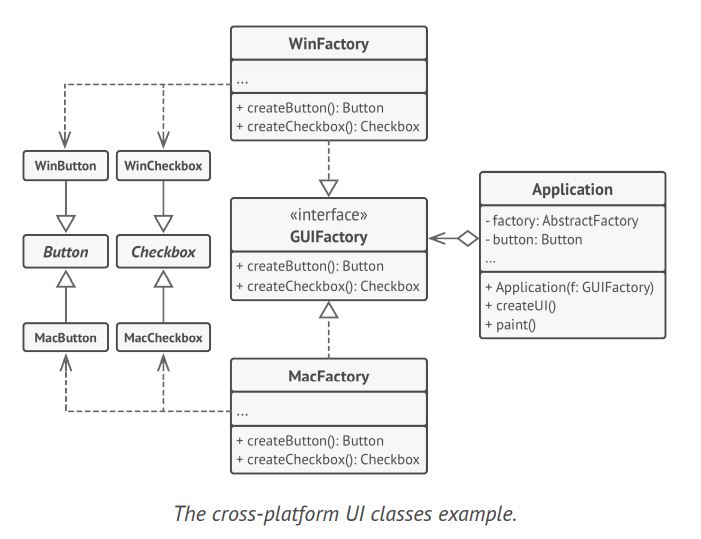 WinFactory
...
+ createButton(): Button
+ createCheckbox(): Checkbox
WinButton
WinCheckbox
«interface»
GUIFactory
+ createButton(): Button
+ createCheckbox(): Checkbox
Application
- factory: AbstractFactory
- button: Button
...
+ Application(f: GUIFactory)
+ createUI()
+ paint()
Button
Checkbox
MacButton
MacCheckbox
MacFactory
...
+ createButton(): Button
+ createCheckbox(): Checkbox
The cross-platform UI classes example.